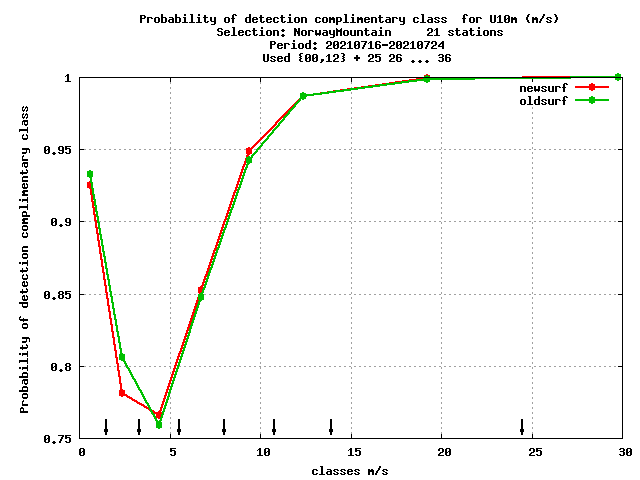 Probability of detection complimentary class  for U10m (m/s)
Selection: NorwayMountain     21 stations
Period: 20210716-20210724
Used {00,12} + 25 26 ... 36
Probability of detection complimentary class
1
0.95
0.9
0.85
0.8
0.75
newsurf
oldsurf
0 5 10 15 20 25 30
classes m/s